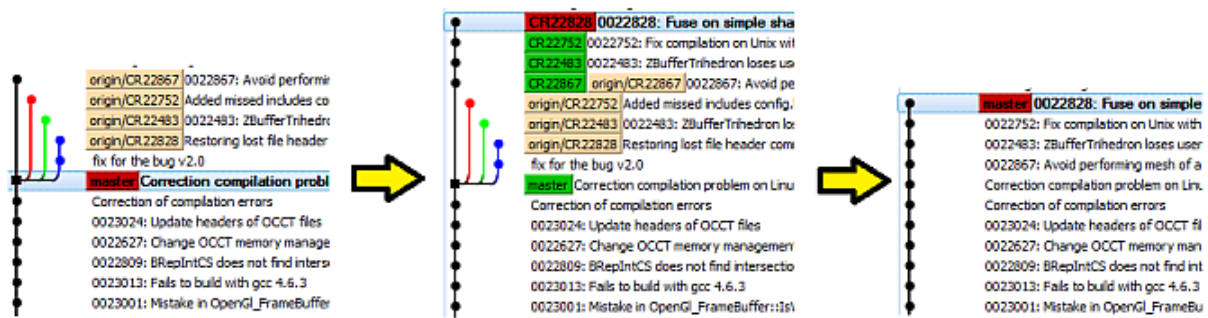 origin/CR22867 0022867: Avoid performin
origin/CR22752 Added missed includes co
origin/CR22483 0022483: ZBufferTrihedro
origin/CR22828 Restoring lost file header
fix for the bug v2.0
master Correction compilation probl
Correction of compilation errors
0023024: Update headers of OCCT files
0022627: Change OCCT memory manage
0022809: BRepIntCS does not find interse
0023013: Fails to build with gcc 4.6.3
0023001: Mistake in OpenGl_FrameBuffer
CR22828 0022828: Fuse on simple sha
CR22752 0022752: Fix compilation on Unix wit
CR22483 0022483: ZBufferTrihedron loses use
CR22867 origin/CR22867 0022867: Avoid pe
origin/CR22752 Added missed includes config.
origin/CR22483 0022483: ZBufferTrihedron los
origin/CR22828 Restoring lost file header com
fix for the bug v2.0
master Correction compilation problem on Linu
Correction of compilation errors
0023024: Update headers of OCCT files
0022627: Change OCCT memory management
0022809: BRepIntCS does not find intersectio
0023013: Fails to build with gcc 4.6.3
0023001: Mistake in OpenGl_FrameBuffer::IsV
master 0022828: Fuse on simple
0022752: Fix compilation on Unix with
0022483: ZBufferTrihedron loses user
0022867: Avoid performing mesh of a
Correction compilation problem on Linu
Correction of compilation errors
0023024: Update headers of OCCT fil
0022627: Change OCCT memory man
0022809: BRepIntCS does not find int
0023013: Fails to build with gcc 4.6.3
0023001: Mistake in OpenGl_FrameBu